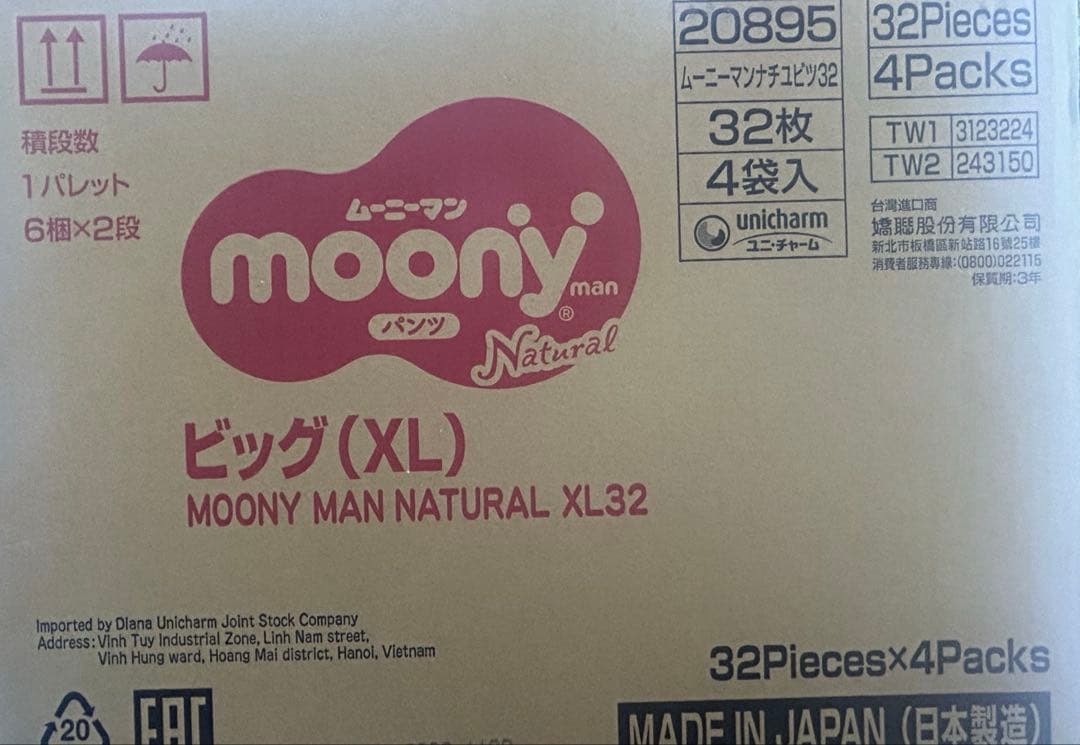 積段数
1パレット
6梱×2段
ムーニーマン
moony man
®
パンツ
Natural
ビッグ(XL)
MOONY MAN NATURAL XL32
20895
ムーニーマンナチュビツ32
32枚
4袋入
unicharm
ユニ・チャーム
32Pieces
4Packs
TW1 3123224
TW2 243150
台灣進口商
嬌聯股份有限公司
新北市板橋區新站路16號25樓
消費者服務專線:(0800)022115
保質期:3年
Imported by Diana Unicharm Joint Stock Company
Address:Vinh Tuy Industrial Zone, Linh Nam street,
Vinh Hung ward, Hoang Mai district, Hanoi, Vietnam
32Pieces×4Packs
20
EAC
MADE IN JAPAN (日本製造)